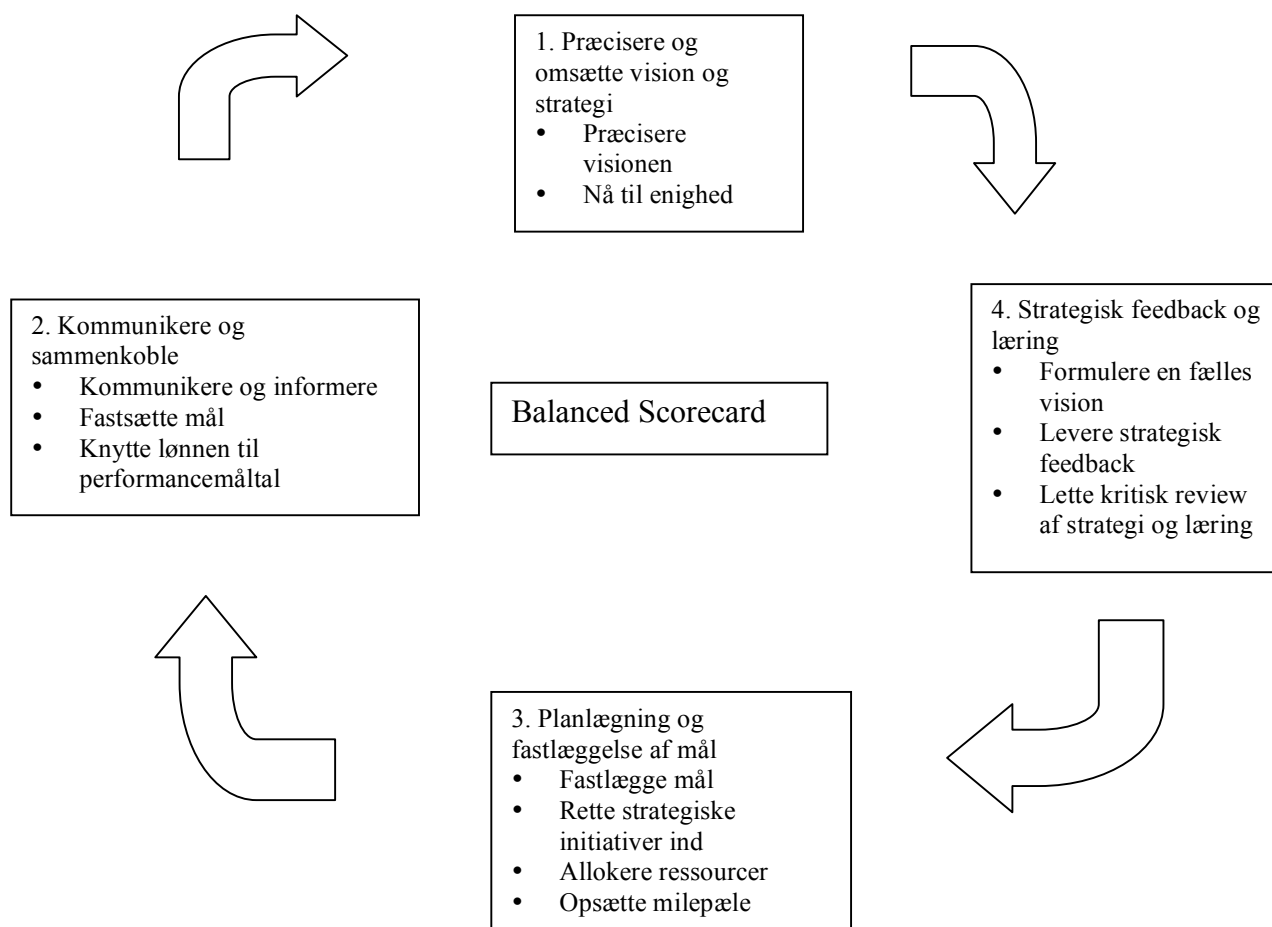 1. Præcisere og
omsætte vision og
strategi
• Præcisere
visionen
• Nå til enighed
2. Kommunikere og
sammenkoble
• Kommunikere og informere
• Fastsætte mål
• Knytte lønnen til
performancemåltal
Balanced Scorecard
4. Strategisk feedback og
læring
• Formulere en fælles
vision
• Levere strategisk
feedback
• Lette kritisk review
af strategi og læring
3. Planlægning og
fastlæggelse af mål
• Fastlægge mål
• Rette strategiske
initiativer ind
• Allokere ressourcer
• Opsætte milepæle